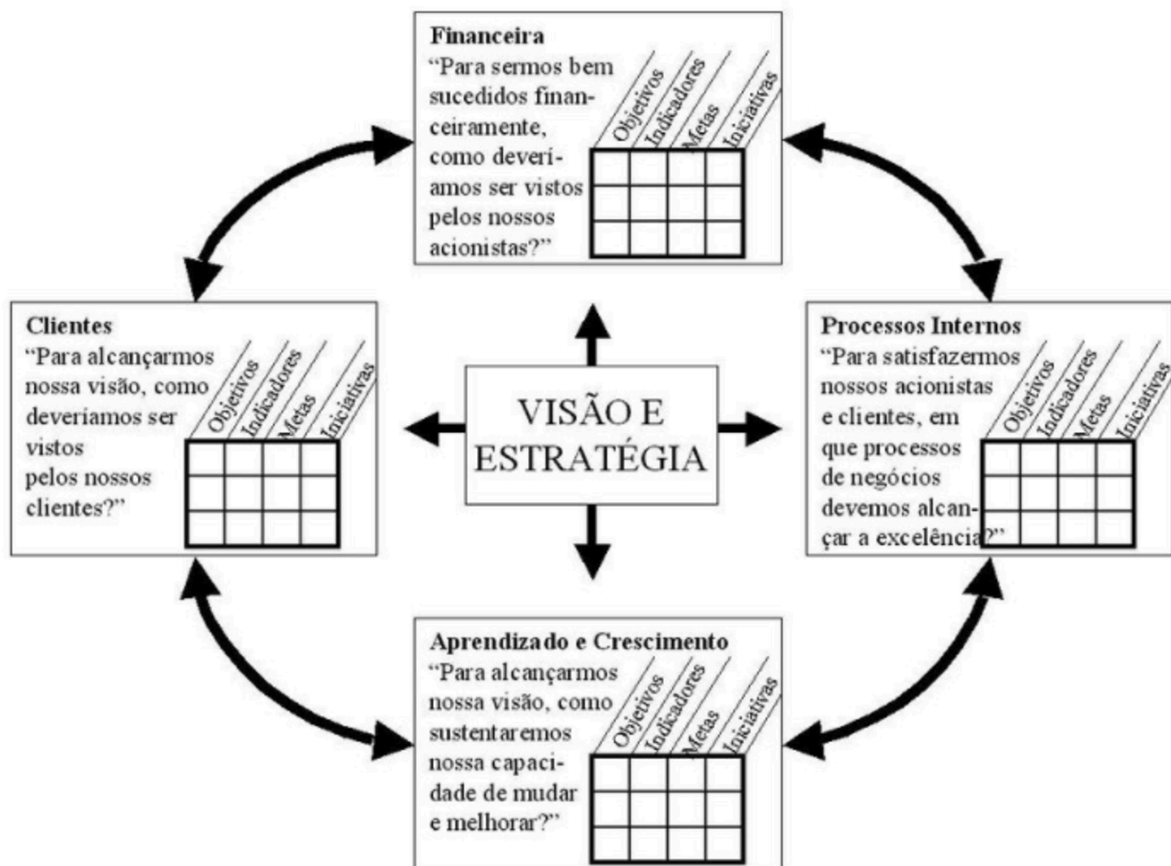 Financeira
“Para sermos bem
sucedidos finan-
ceiramente,
como deverí-
amos ser vistos
pelos nossos
acionistas?”
Objetivos
Indicadores
Metas
Iniciativas
Clientes
“Para alcançarmos
nossa visão, como
deveríamos ser
vistos
pelos nossos
clientes?”
Objetivos
Indicadores
Metas
Iniciativas
VISÃO E
ESTRATÉGIA
Processos Internos
“Para satisfazermos
nossos acionistas
e clientes, em
que processos
de negócios
devemos alcan-
çar a excelência?”
Objetivos
Indicadores
Metas
Iniciativas
Aprendizado e Crescimento
“Para alcançarmos
nossa visão, como
sustentaremos
nossa capaci-
dade de mudar
e melhorar?”
Objetivos
Indicadores
Metas
Iniciativas